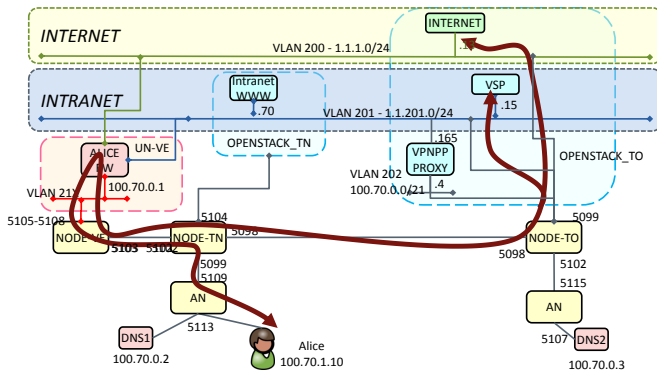 INTERNET
INTERNET
VLAN 200 - 1.1.1.0/24
INTRANET
Intranet
WWW
VSP
.70
.15
VLAN 201 - 1.1.201.0/24
UN-VE
OPENSTACK_TN
.165
OPENSTACK_TO
ALICE
FW
VPNPP
PROXY
VLAN 202
100.70.0.0/21
.4
100.70.0.1
VLAN 21X
5105-5108
5104
5099
NODE-VE
5103
NODE-TN
5098
5098
NODE-TO
5099
5109
5102
5115
AN
AN
5113
5107
DNS1
100.70.0.2
Alice
100.70.1.10
DNS2
100.70.0.3